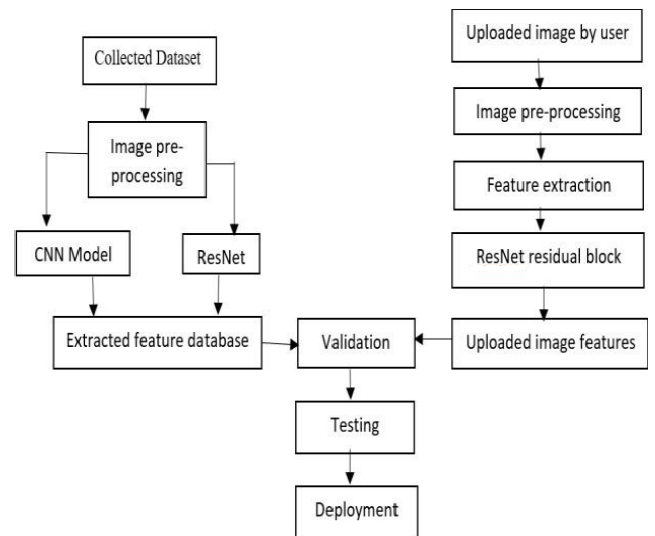 Collected Dataset
Image pre-
processing
CNN Model
ResNet
Extracted feature database
Uploaded image by user
Image pre-processing
Feature extraction
ResNet residual block
Uploaded image features
Validation
Testing
Deployment